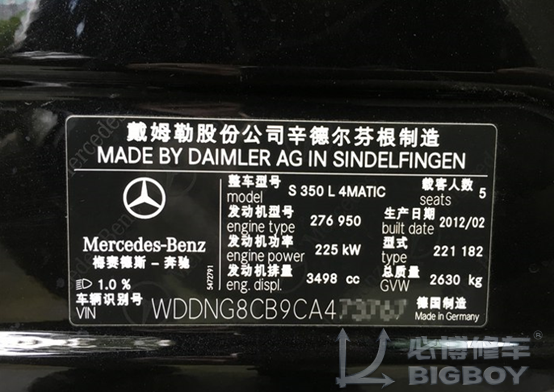 戴姆勒股份公司辛德尔芬根制造
MADE BY DAIMLER AG IN SINDELFINGEN
整车型号 S 350 L 4MATIC 载客人数 5
model seats
发动机型号 276 950 生产日期 2012/02
engine type built date
发动机功率 225 kW 型式 221 182
engine power type
发动机排量 3498 cc 总质量 2630 kg
eng. displ. GVW
Mercedes-Benz
梅赛德斯-奔驰
5472791
1.0 %
车辆识别号 WDDNG8CB9CA4 德国制造
VIN Made in Germany
必博修车
BIGBOY